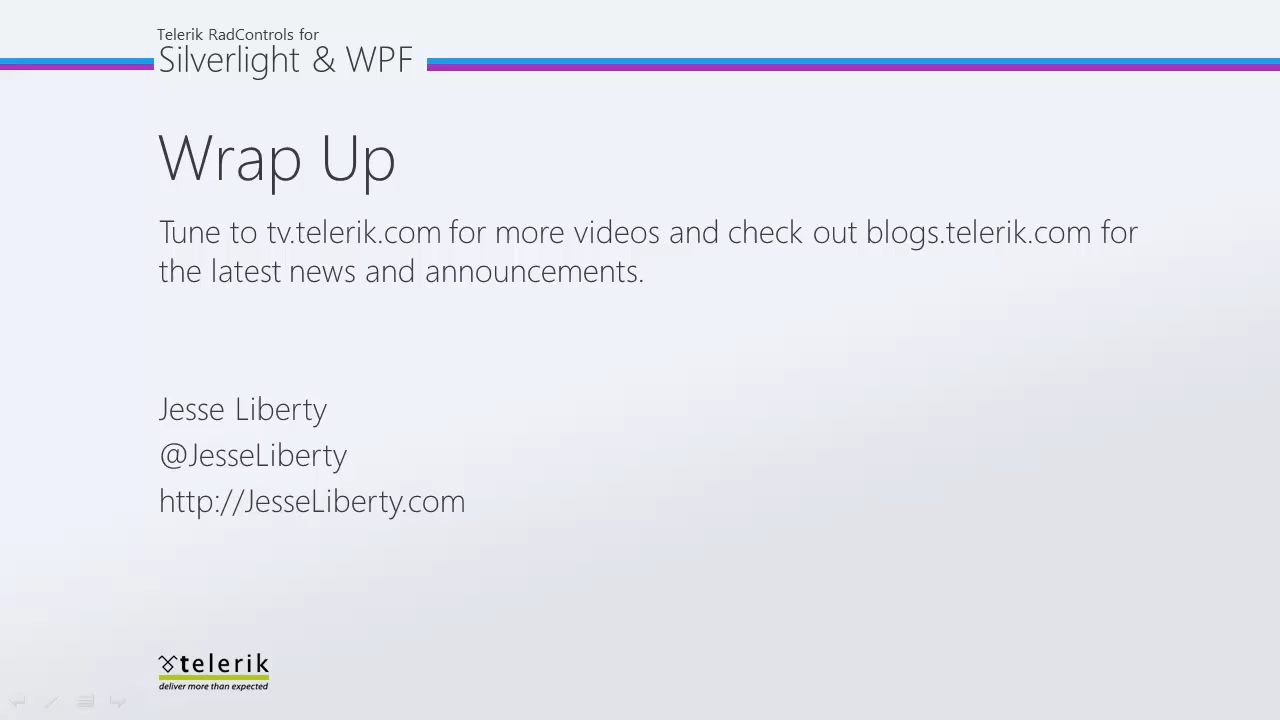 Telerik RadControls for
Silverlight & WPF
Wrap Up
Tune to tv.telerik.com for more videos and check out blogs.telerik.com for
the latest news and announcements.
Jesse Liberty
@JesseLiberty
http://JesseLiberty.com
telerik
deliver more than expected